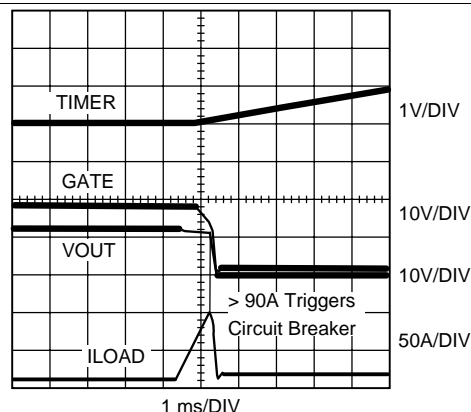 TIMER
1V/DIV
GATE
10V/DIV
VOUT
10V/DIV
> 90A Triggers
Circuit Breaker
50A/DIV
ILOAD
1 ms/DIV